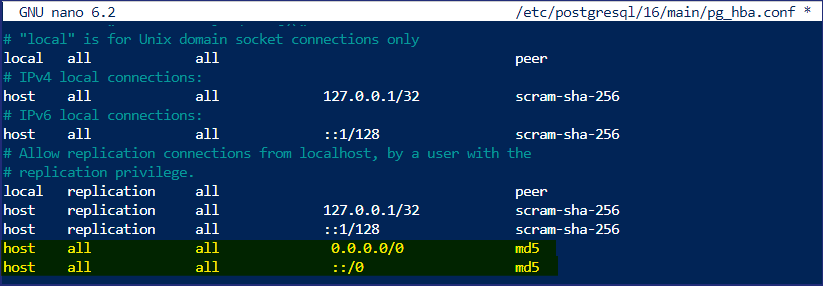 GNU nano 6.2 /etc/postgresql/16/main/pg_hba.conf *
# "local" is for Unix domain socket connections only
local all all peer
# IPv4 local connections:
host all all 127.0.0.1/32 scram-sha-256
# IPv6 local connections:
host all all ::1/128 scram-sha-256
# Allow replication connections from localhost, by a user with the
# replication privilege.
local replication all peer
host replication all 127.0.0.1/32 scram-sha-256
host replication all ::1/128 scram-sha-256
host all all 0.0.0.0/0 md5
host all all ::/0 md5